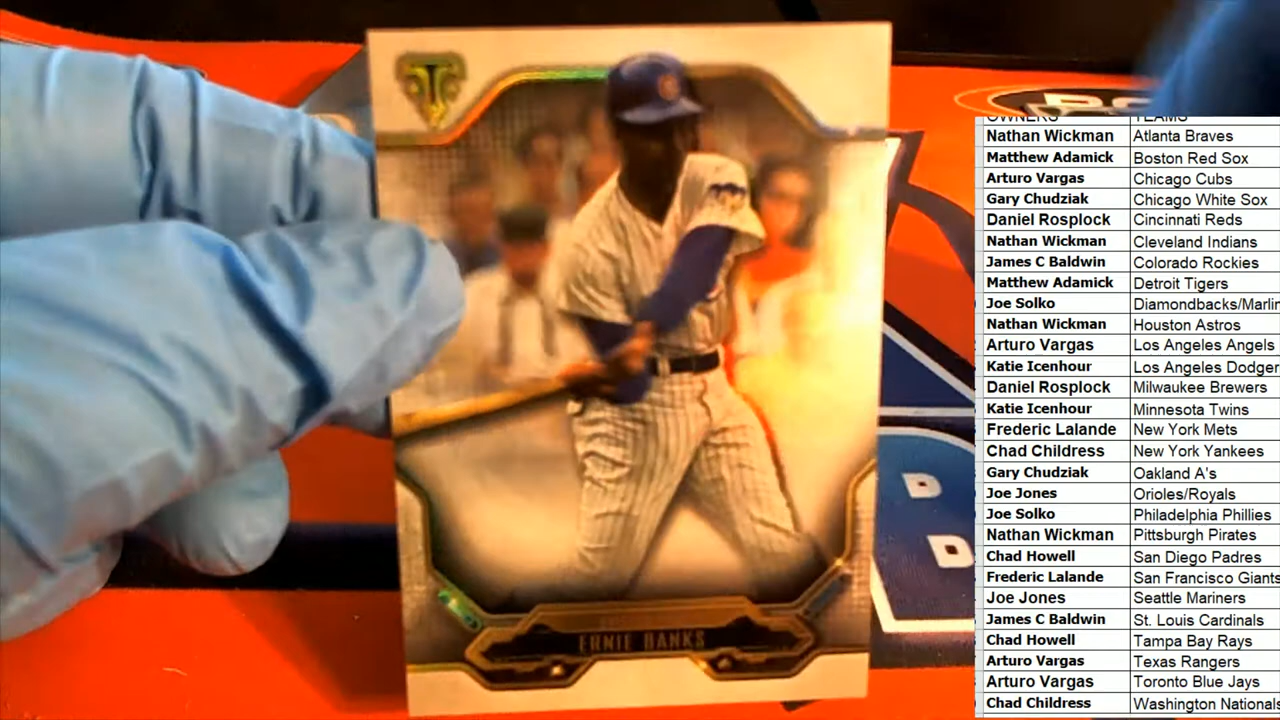 ERNIE BANKS
OWNERS TEAMS
Nathan Wickman Atlanta Braves
Matthew Adamick Boston Red Sox
Arturo Vargas Chicago Cubs
Gary Chudziak Chicago White Sox
Daniel Rosplock Cincinnati Reds
Nathan Wickman Cleveland Indians
James C Baldwin Colorado Rockies
Matthew Adamick Detroit Tigers
Joe Solko Diamondbacks/Marlin
Nathan Wickman Houston Astros
Arturo Vargas Los Angeles Angels
Katie Icenhour Los Angeles Dodger
Daniel Rosplock Milwaukee Brewers
Katie Icenhour Minnesota Twins
Frederic Lalande New York Mets
Chad Childress New York Yankees
Gary Chudziak Oakland A's
Joe Jones Orioles/Royals
Joe Solko Philadelphia Phillies
Nathan Wickman Pittsburgh Pirates
Chad Howell San Diego Padres
Frederic Lalande San Francisco Giants
Joe Jones Seattle Mariners
James C Baldwin St. Louis Cardinals
Chad Howell Tampa Bay Rays
Arturo Vargas Texas Rangers
Arturo Vargas Toronto Blue Jays
Chad Childress Washington Nationals